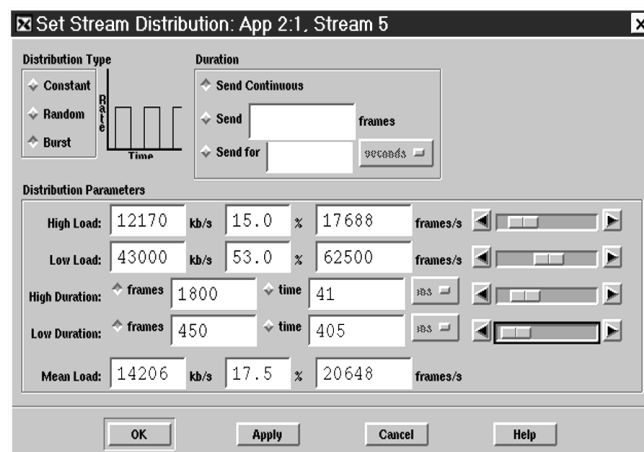 Set Stream Distribution: App 2:1, Stream 5
Distribution Type
Constant
Random
Burst
Rate
Time
Duration
Send Continuous
Send frames
Send for seconds
Distribution Parameters
High Load: 12170 kb/s 15.0 % 17688 frames/s
Low Load: 43000 kb/s 53.0 % 62500 frames/s
High Duration: frames 1800 time 41 ms
Low Duration: frames 450 time 405 ms
Mean Load: 14206 kb/s 17.5 % 20648 frames/s
OK Apply Cancel Help